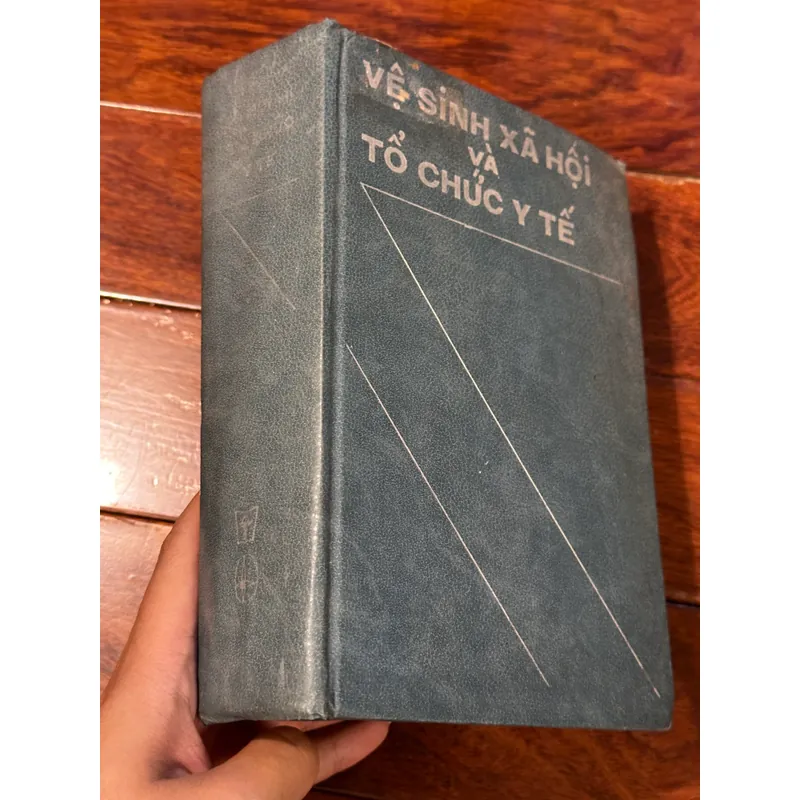 VỆ SINH XÃ HỘI
VÀ
TỔ CHỨC Y TẾ